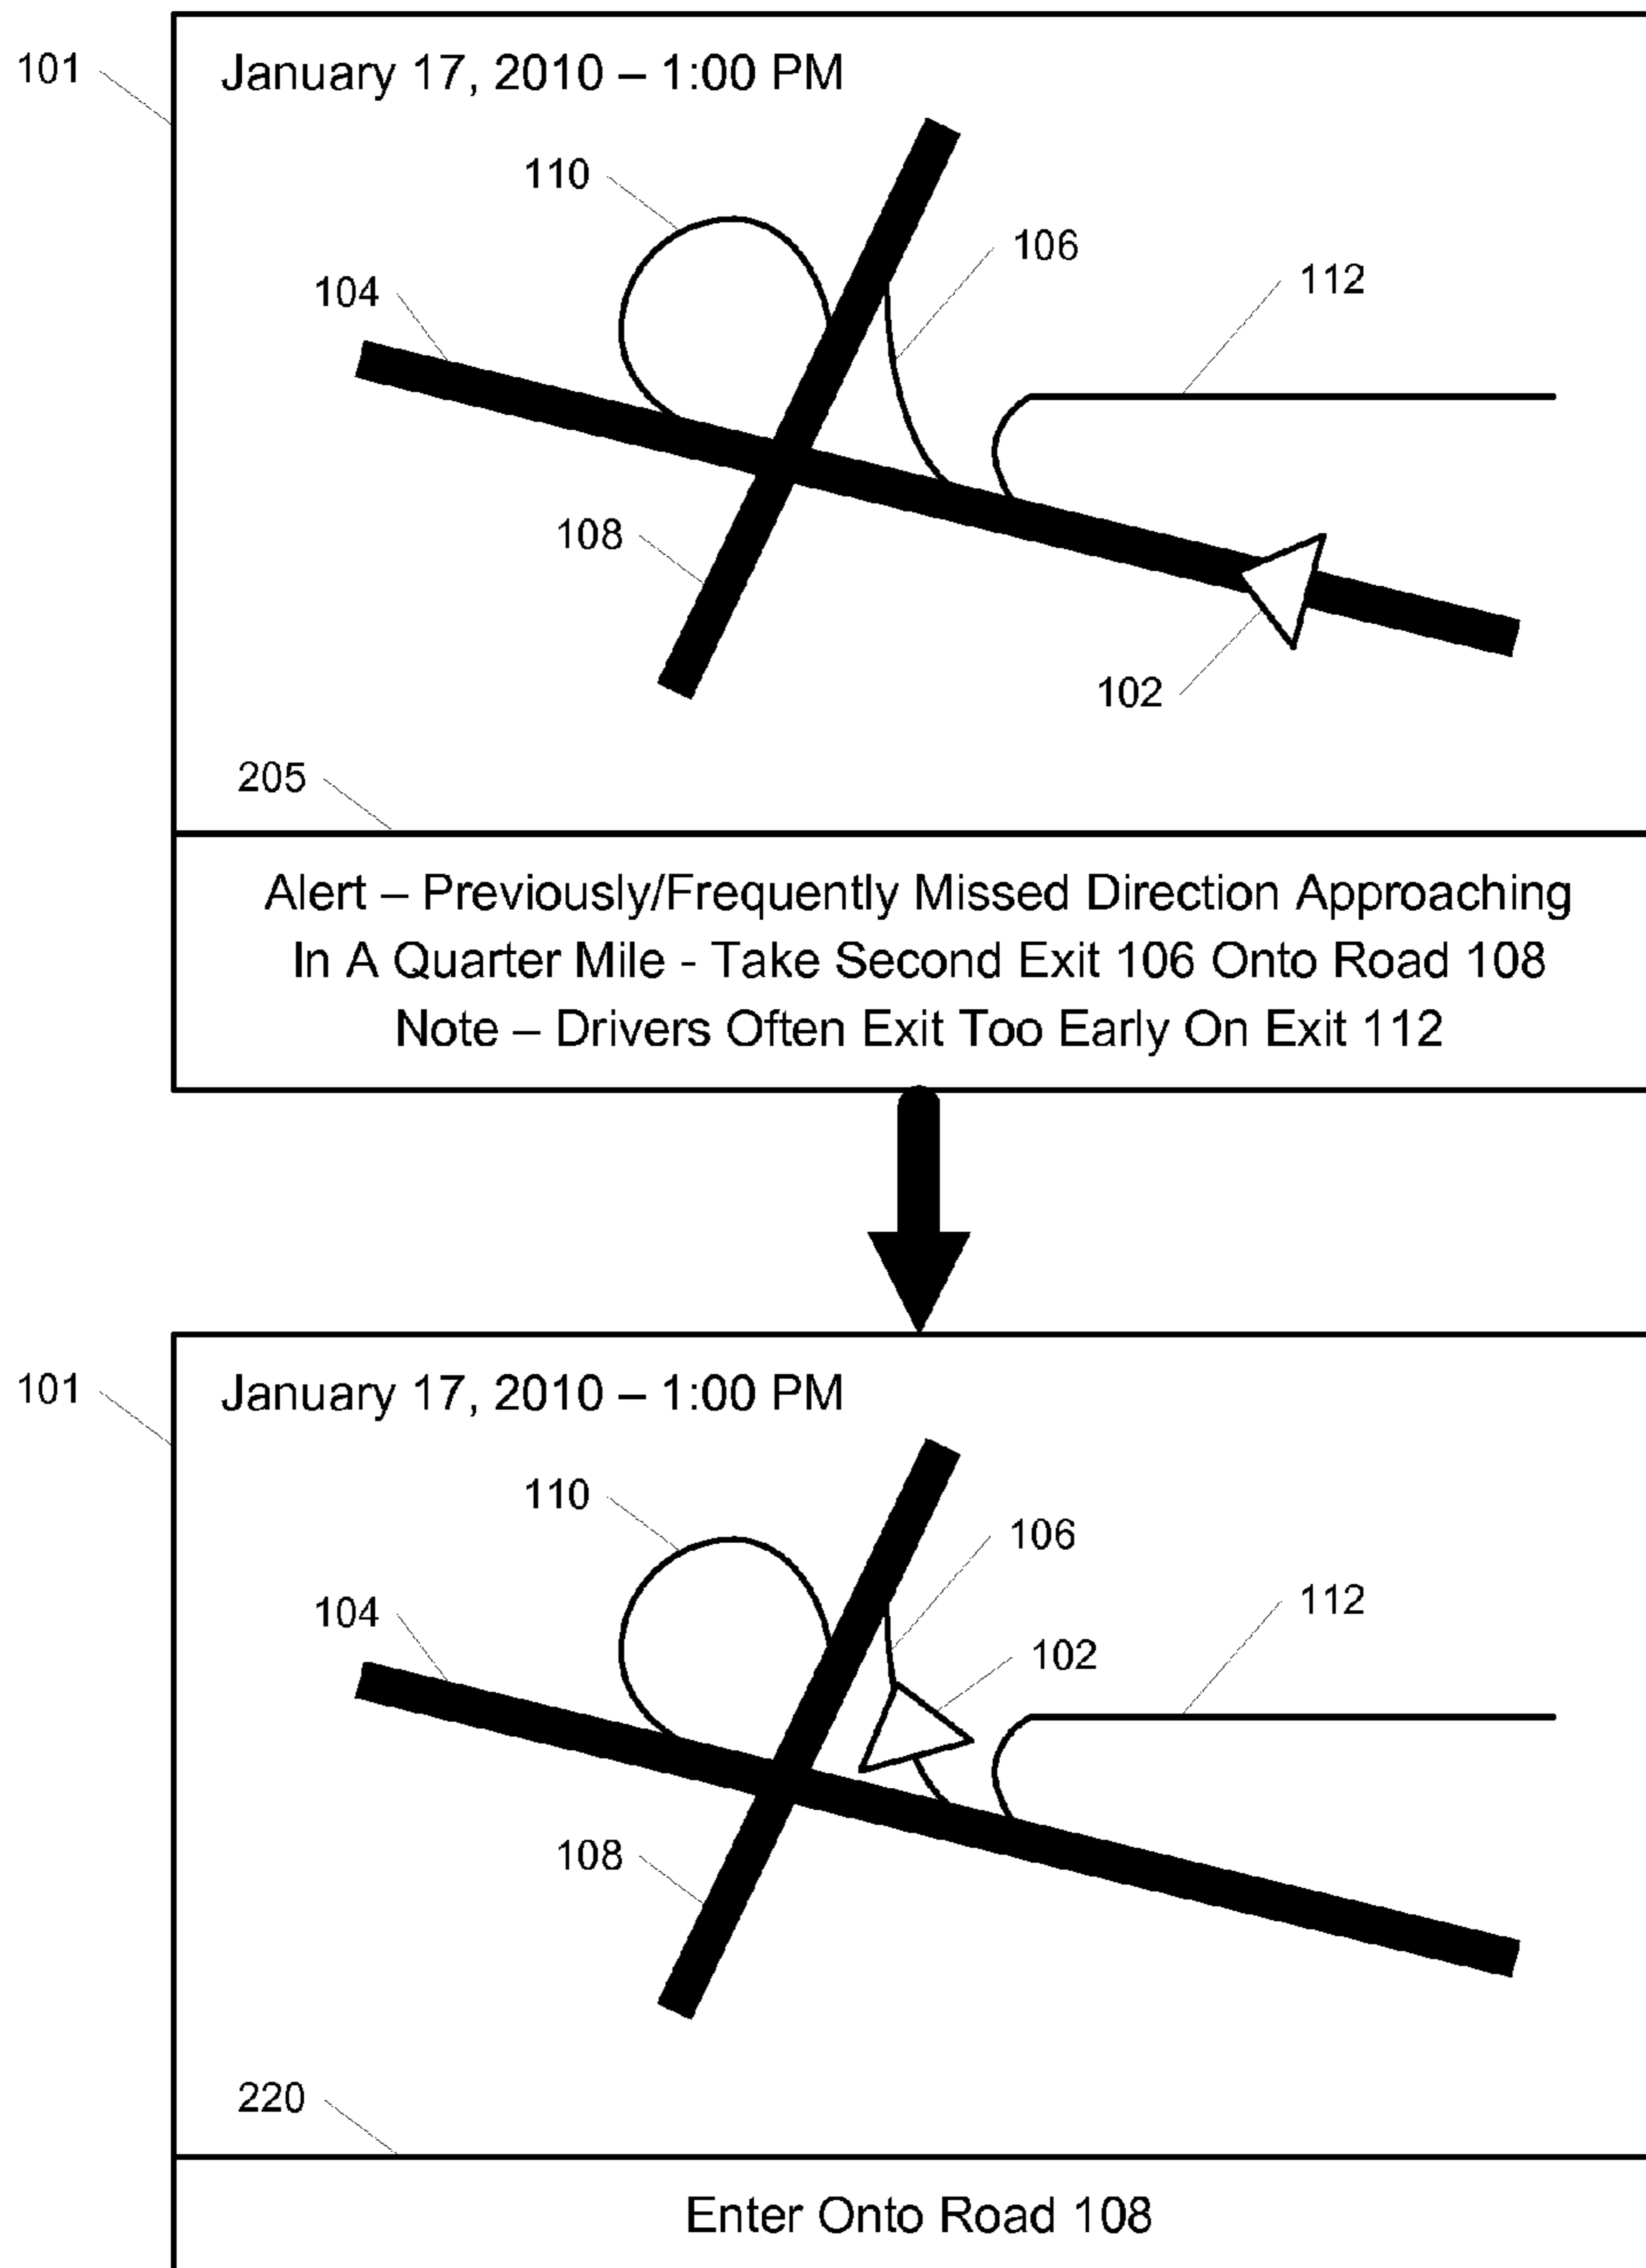 101
January 17, 2010 – 1:00 PM
110
106
104
112
108
102
205
Alert – Previously/Frequently Missed Direction Approaching
In A Quarter Mile - Take Second Exit 106 Onto Road 108
Note – Drivers Often Exit Too Early On Exit 112
101
January 17, 2010 – 1:00 PM
110
106
104
112
102
108
220
Enter Onto Road 108